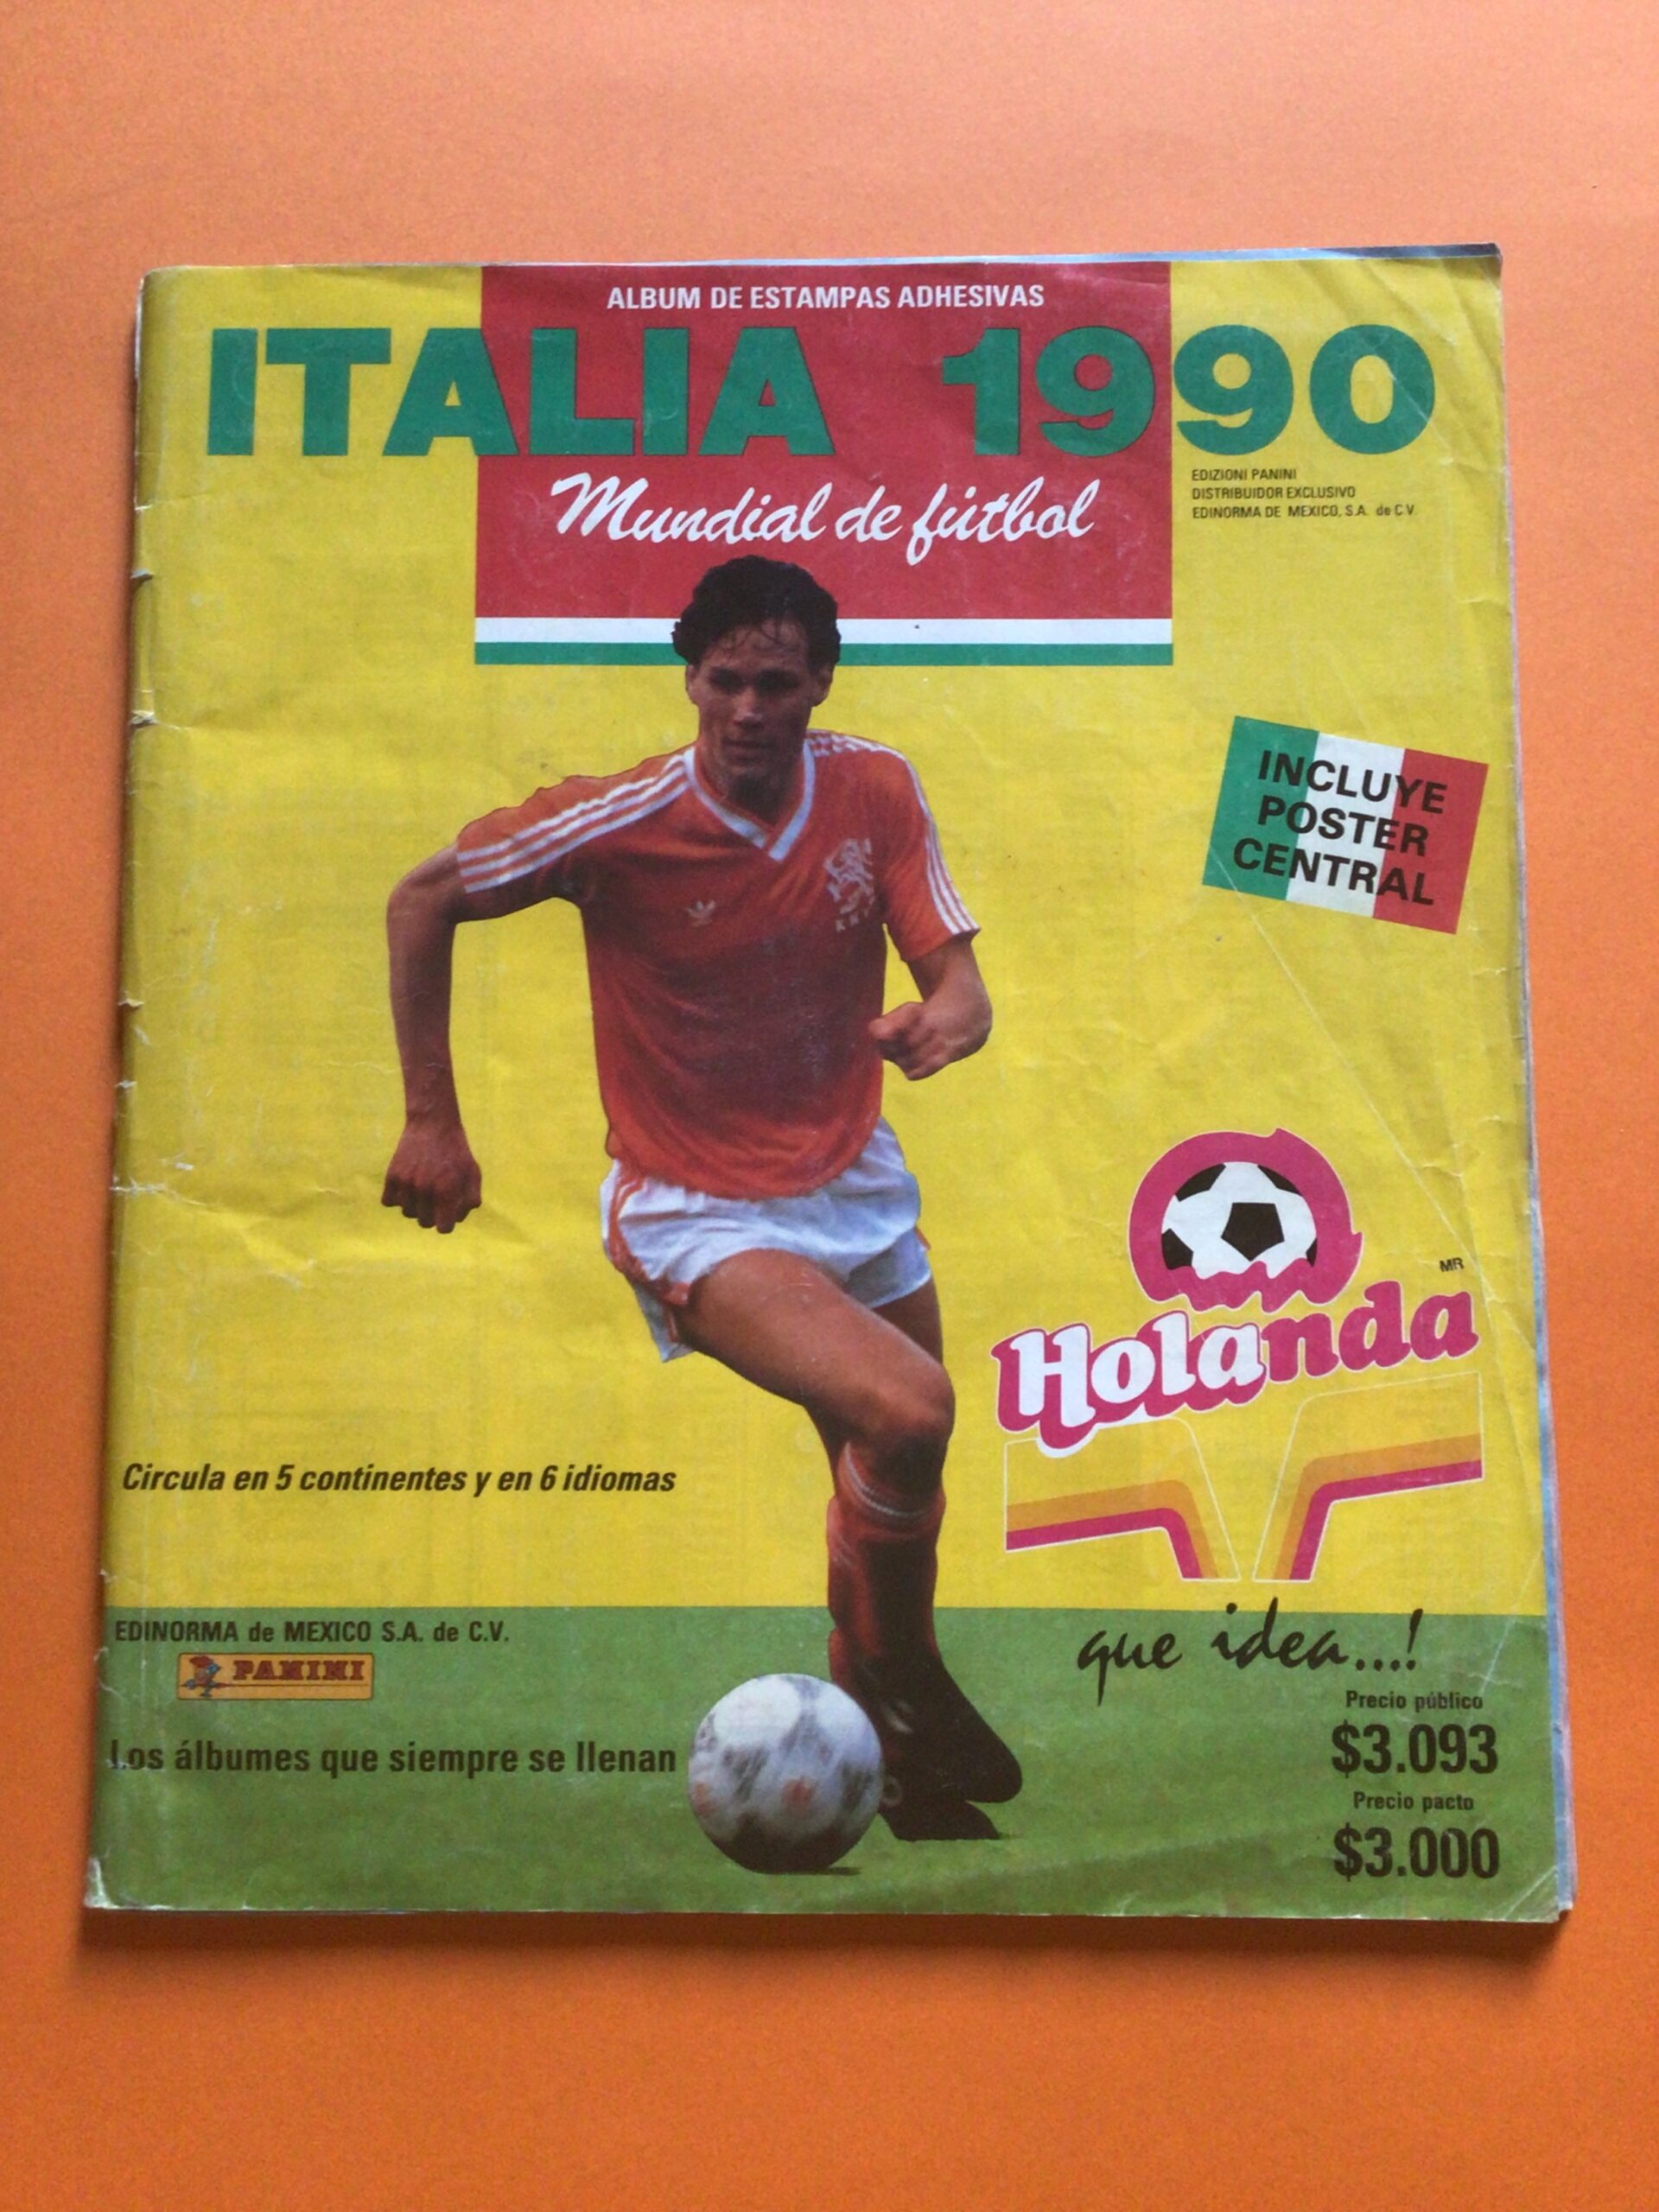 ALBUM DE ESTAMPAS ADHESIVAS
ITALIA 1990
Mundial de fútbol
EDIZIONI PANINI
DISTRIBUIDOR EXCLUSIVO
EDINORMA DE MEXICO, S.A. de C.V.
INCLUYE
POSTER
CENTRAL
MR
Holanda
Circula en 5 continentes y en 6 idiomas
EDINORMA de MEXICO S.A. de C.V.
PANINI
que idea...!
Precio público
$3.093
Los álbumes que siempre se llenan
Precio pacto
$3.000